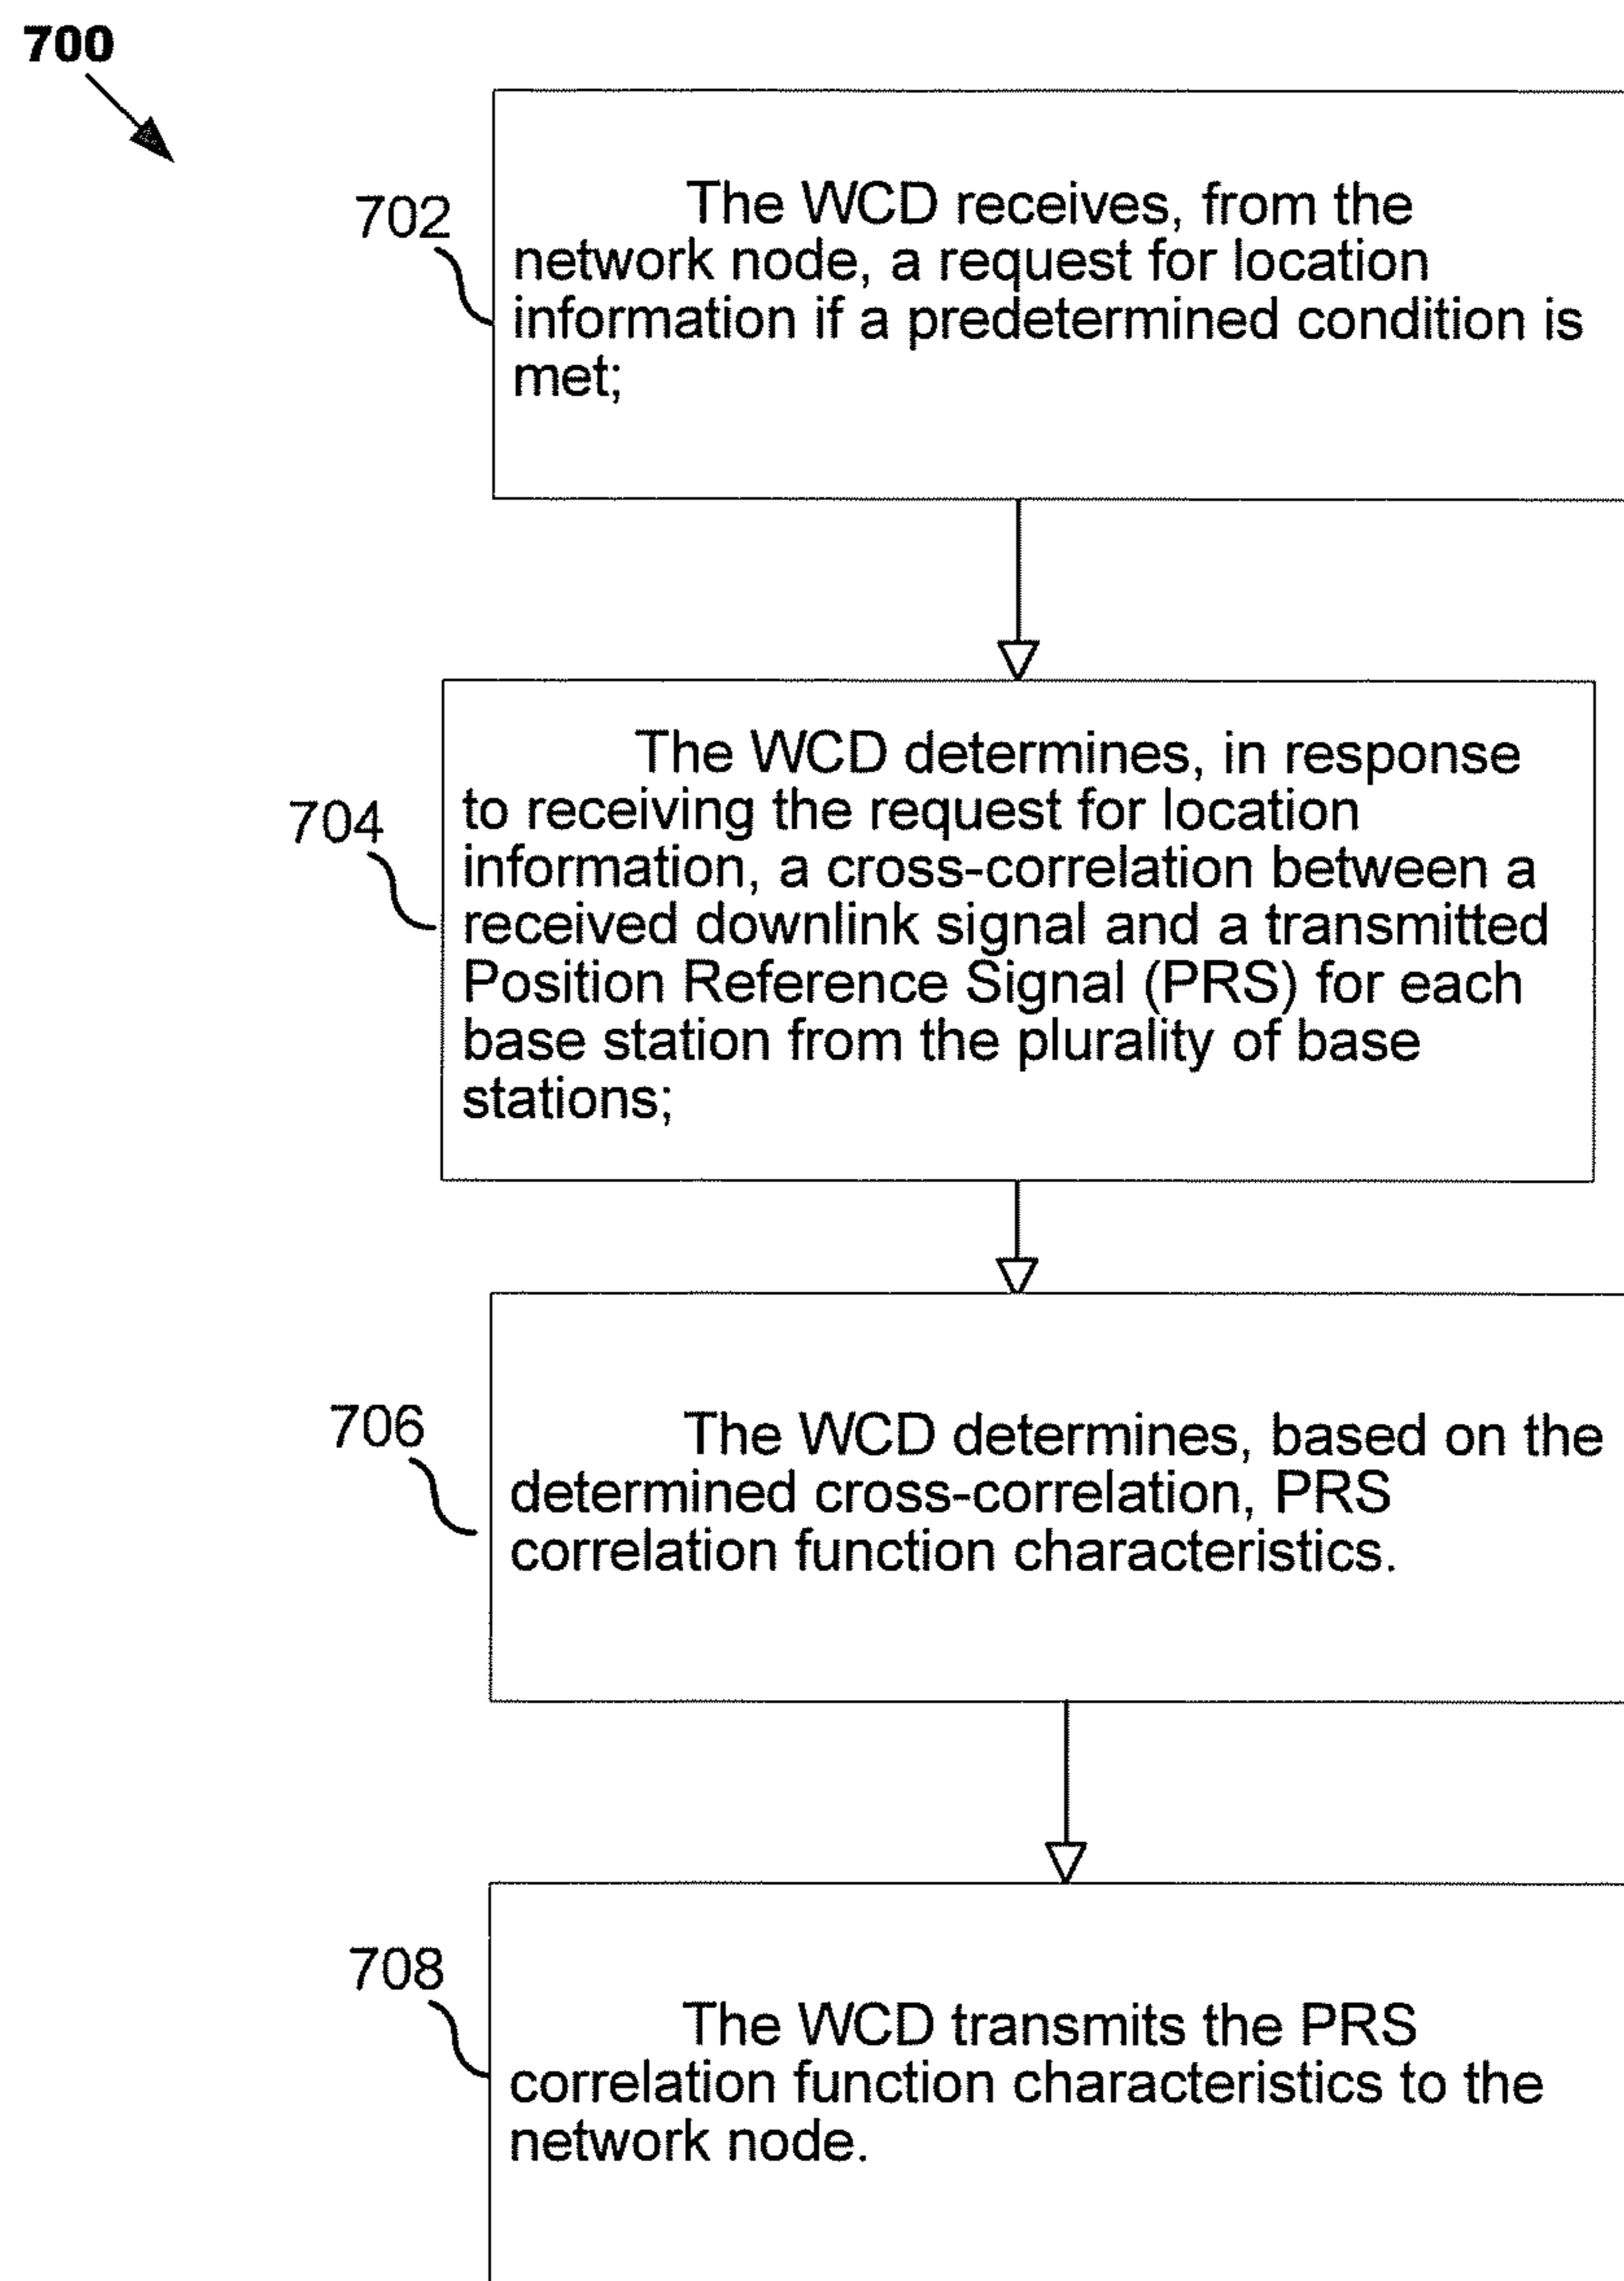 700
702
The WCD receives, from the
network node, a request for location
information if a predetermined condition is
met;
704
The WCD determines, in response
to receiving the request for location
information, a cross-correlation between a
received downlink signal and a transmitted
Position Reference Signal (PRS) for each
base station from the plurality of base
stations;
706
The WCD determines, based on the
determined cross-correlation, PRS
correlation function characteristics.
708
The WCD transmits the PRS
correlation function characteristics to the
network node.